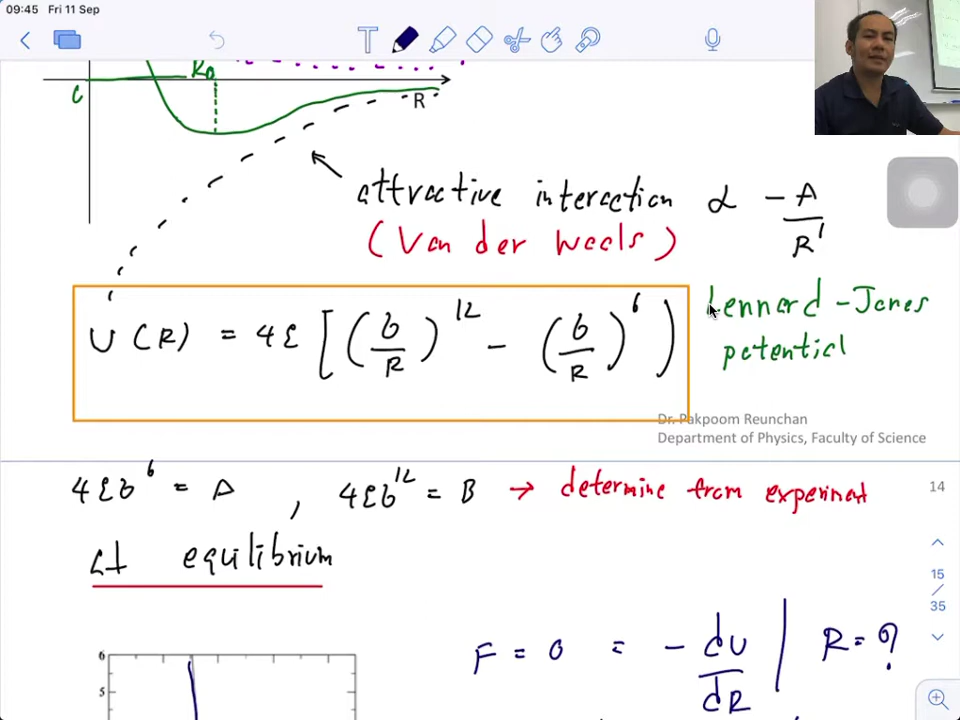 09:45 Fri 11 Sep
T
R₀
C
R
attractive interaction ∝ -A/R⁶
(Van der Waals)
U(R) = 4ε[(σ/R)¹² - (σ/R)⁶]
Lennard-Jones
potential
Dr. Pakpoom Reunchan
Department of Physics, Faculty of Science
4εσ⁶ = A , 4εσ¹² = B → determine from experiment
14
at equilibrium
15
/
35
F = 0 = - dU/dR | R = ?
6
5